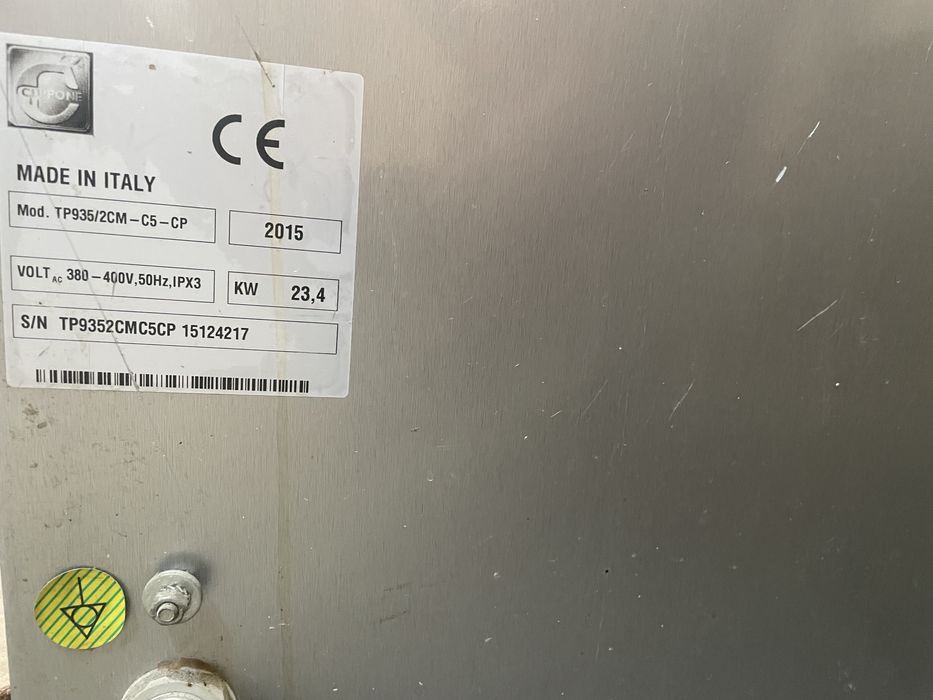 CUPPONE
CE
MADE IN ITALY
Mod. TP935/2CM-C5-CP
2015
VOLT AC 380-400V,50Hz,IPX3
KW 23,4
S/N TP9352CMC5CP 15124217